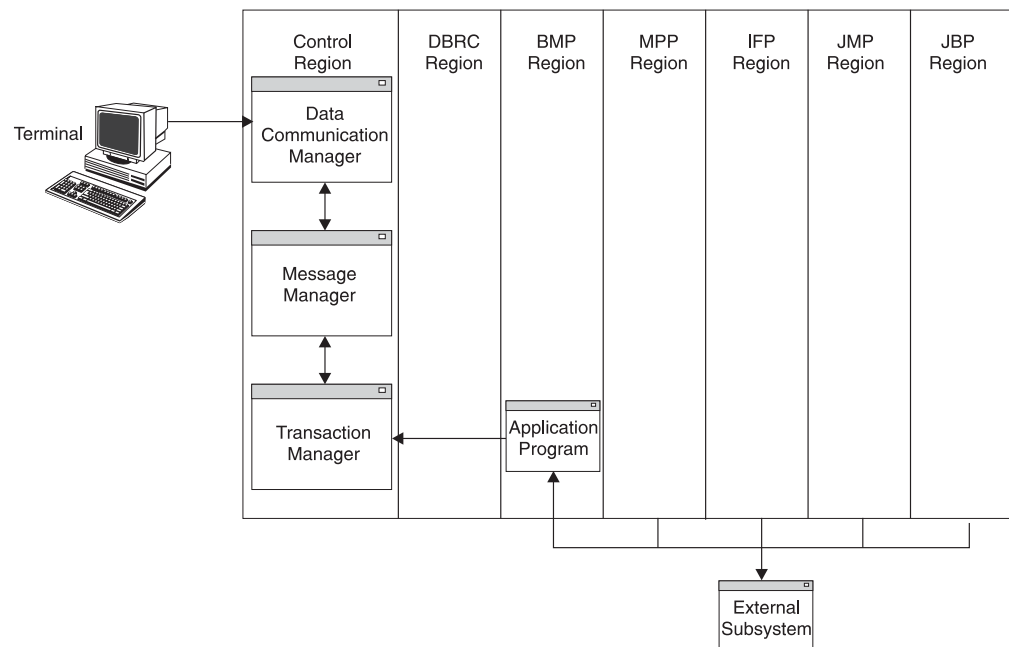 Control
Region
DBRC
Region
BMP
Region
MPP
Region
IFP
Region
JMP
Region
JBP
Region
Terminal
Data
Communication
Manager
Message
Manager
Transaction
Manager
Application
Program
External
Subsystem